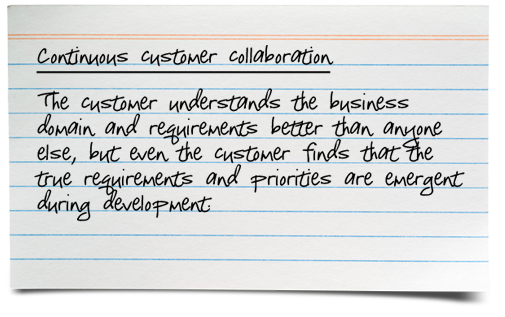 Continuous customer collaboration
The customer understands the business
domain and requirements better than anyone
else, but even the customer finds that the
true requirements and priorities are emergent
during development.